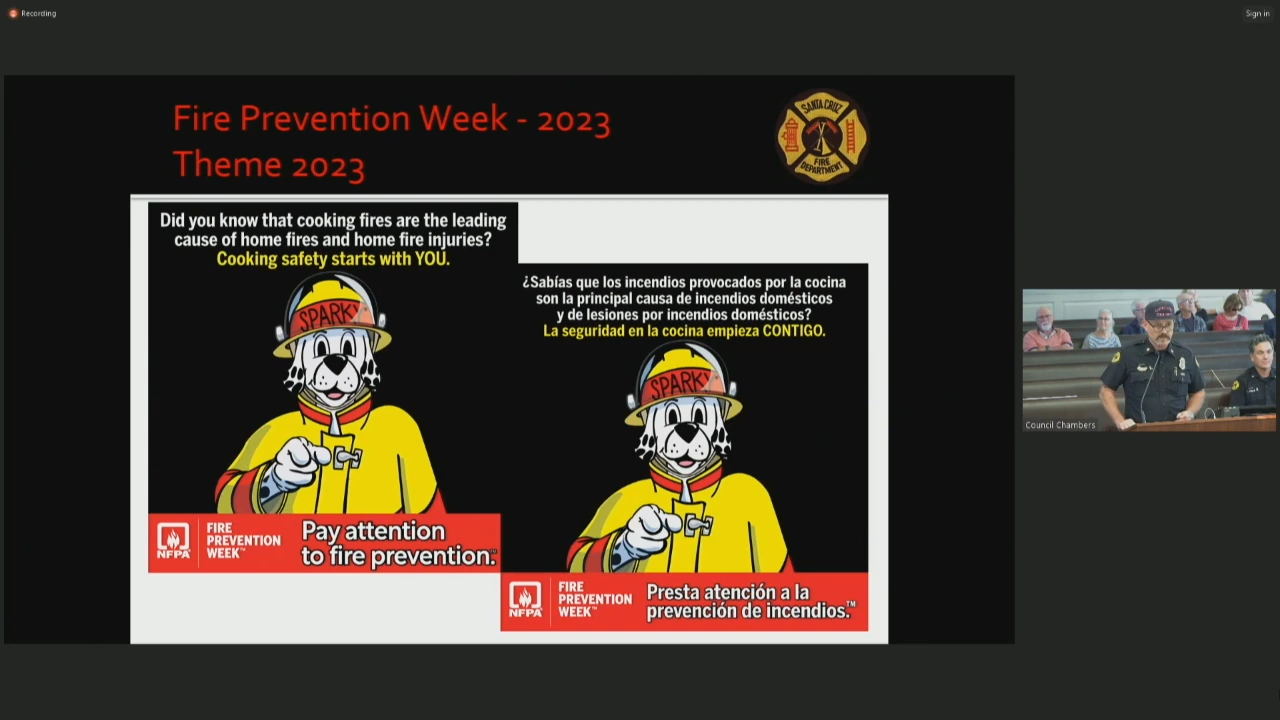 Recording
Sign in
Fire Prevention Week - 2023
Theme 2023
SANTA CRUZ
FIRE
DEPARTMENT
Did you know that cooking fires are the leading
cause of home fires and home fire injuries?
Cooking safety starts with YOU.
SPARKY
NFPA
FIRE
PREVENTION
WEEK™
Pay attention
to fire prevention.™
¿Sabías que los incendios provocados por la cocina
son la principal causa de incendios domésticos
y de lesiones por incendios domésticos?
La seguridad en la cocina empieza CONTIGO.
SPARKY
NFPA
FIRE
PREVENTION
WEEK™
Presta atención a la
prevención de incendios.™
Council Chambers